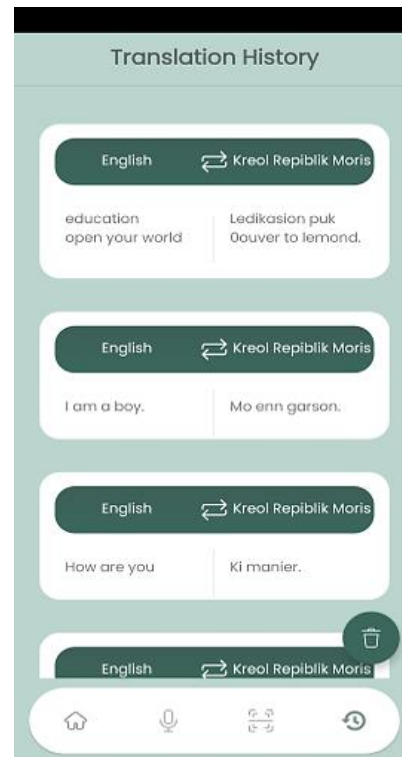 Translation History
English Kreol Repiblik Moris
education Ledikasion puk
open your world 0ouver to lemond.
English Kreol Repiblik Moris
I am a boy. Mo enn garson.
English Kreol Repiblik Moris
How are you Ki manier.
English Kreol Repiblik Moris